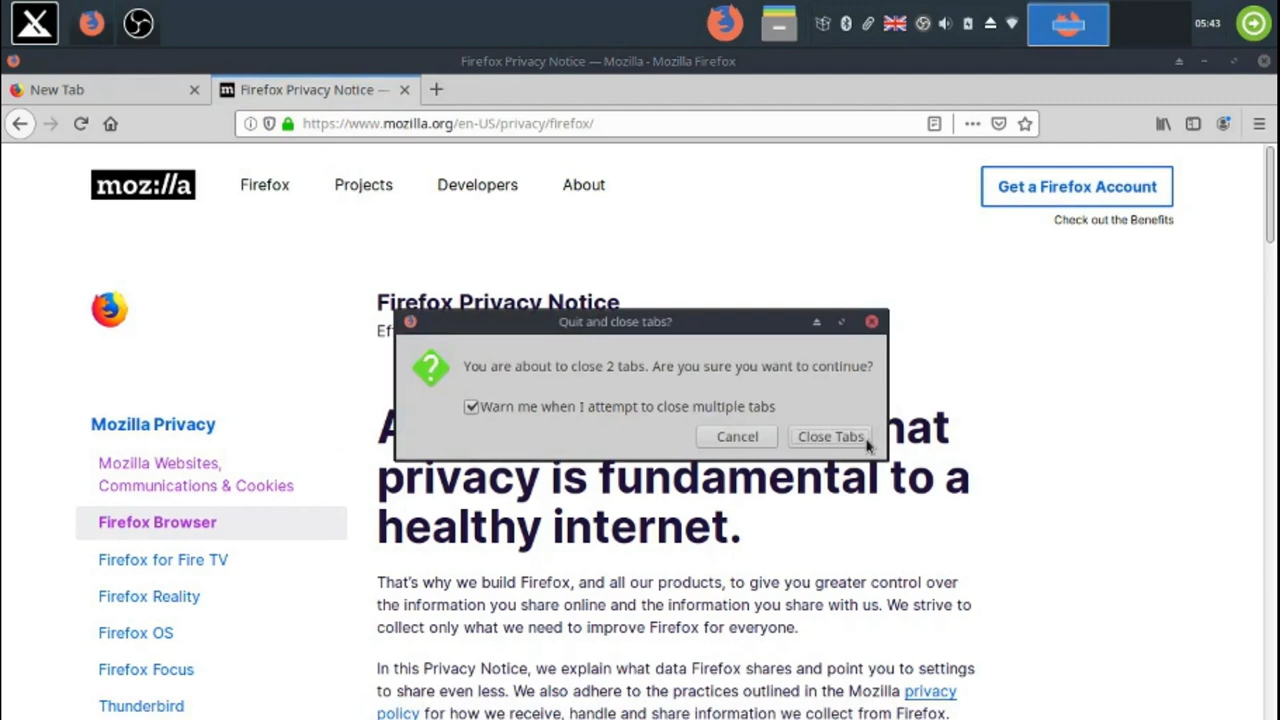 05:43
Firefox Privacy Notice — Mozilla - Mozilla Firefox
New Tab
Firefox Privacy Notice —
https://www.mozilla.org/en-US/privacy/firefox/
moz://a
Firefox
Projects
Developers
About
Get a Firefox Account
Check out the Benefits
Firefox Privacy Notice
Quit and close tabs?
You are about to close 2 tabs. Are you sure you want to continue?
Warn me when I attempt to close multiple tabs
Cancel
Close Tabs
Mozilla Privacy
Mozilla Websites,
Communications & Cookies
Firefox Browser
Firefox for Fire TV
Firefox Reality
Firefox OS
Firefox Focus
Thunderbird
privacy is fundamental to a
healthy internet.
That's why we build Firefox, and all our products, to give you greater control over
the information you share online and the information you share with us. We strive to
collect only what we need to improve Firefox for everyone.
In this Privacy Notice, we explain what data Firefox shares and point you to settings
to share even less. We also adhere to the practices outlined in the Mozilla privacy
policy for how we receive, handle and share information we collect from Firefox.